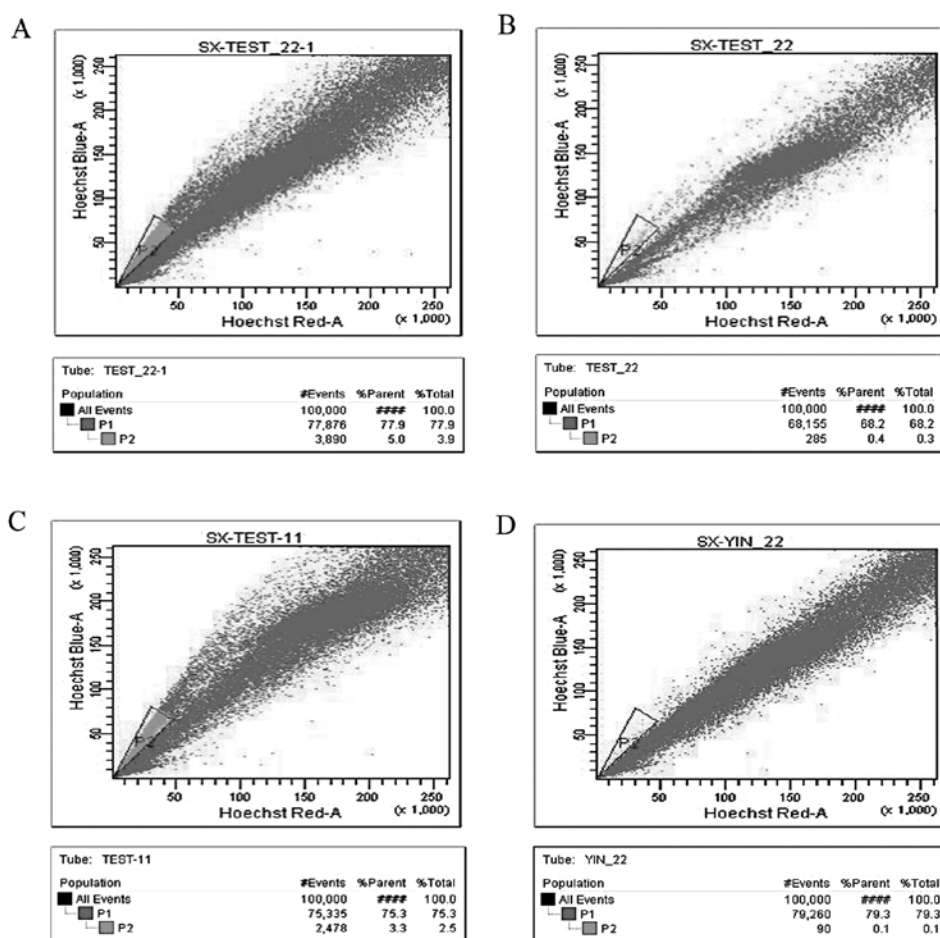 A
SX-TEST_22-1
Hoechst Blue-A
(x 1,000)
50 100 150 200 250
P2
50 100 150 200 250
Hoechst Red-A
(x 1,000)
Tube: TEST_22-1
Population #Events %Parent %Total
All Events 100,000 #### 100.0
P1 77,876 77.9 77.9
P2 3,890 5.0 3.9
B
SX-TEST_22
Hoechst Blue-A
(x 1,000)
50 100 150 200 250
P2
50 100 150 200 250
Hoechst Red-A
(x 1,000)
Tube: TEST_22
Population #Events %Parent %Total
All Events 100,000 #### 100.0
P1 68,155 68.2 68.2
P2 285 0.4 0.3
C
SX-TEST-11
Hoechst Blue-A
(x 1,000)
50 100 150 200 250
P2
50 100 150 200 250
Hoechst Red-A
(x 1,000)
Tube: TEST-11
Population #Events %Parent %Total
All Events 100,000 #### 100.0
P1 75,335 75.3 75.3
P2 2,478 3.3 2.5
D
SX-YIN_22
Hoechst Blue-A
(x 1,000)
50 100 150 200 250
P2
50 100 150 200 250
Hoechst Red-A
(x 1,000)
Tube: YIN_22
Population #Events %Parent %Total
All Events 100,000 #### 100.0
P1 79,260 79.3 79.3
P2 90 0.1 0.1